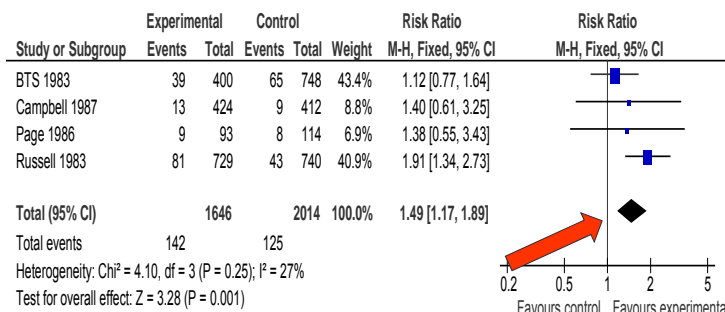 Experimental Control Risk Ratio Risk Ratio
Study or Subgroup Events Total Events Total Weight M-H, Fixed, 95% CI M-H, Fixed, 95% CI
BTS 1983 39 400 65 748 43.4% 1.12 [0.77, 1.64]
Campbell 1987 13 424 9 412 8.8% 1.40 [0.61, 3.25]
Page 1986 9 93 8 114 6.9% 1.38 [0.55, 3.43]
Russell 1983 81 729 43 740 40.9% 1.91 [1.34, 2.73]
Total (95% CI) 1646 2014 100.0% 1.49 [1.17, 1.89]
Total events 142 125
Heterogeneity: Chi² = 4.10, df = 3 (P = 0.25); I² = 27%
Test for overall effect: Z = 3.28 (P = 0.001)
0.2 0.5 1 2 5
Favours control Favours experimenta